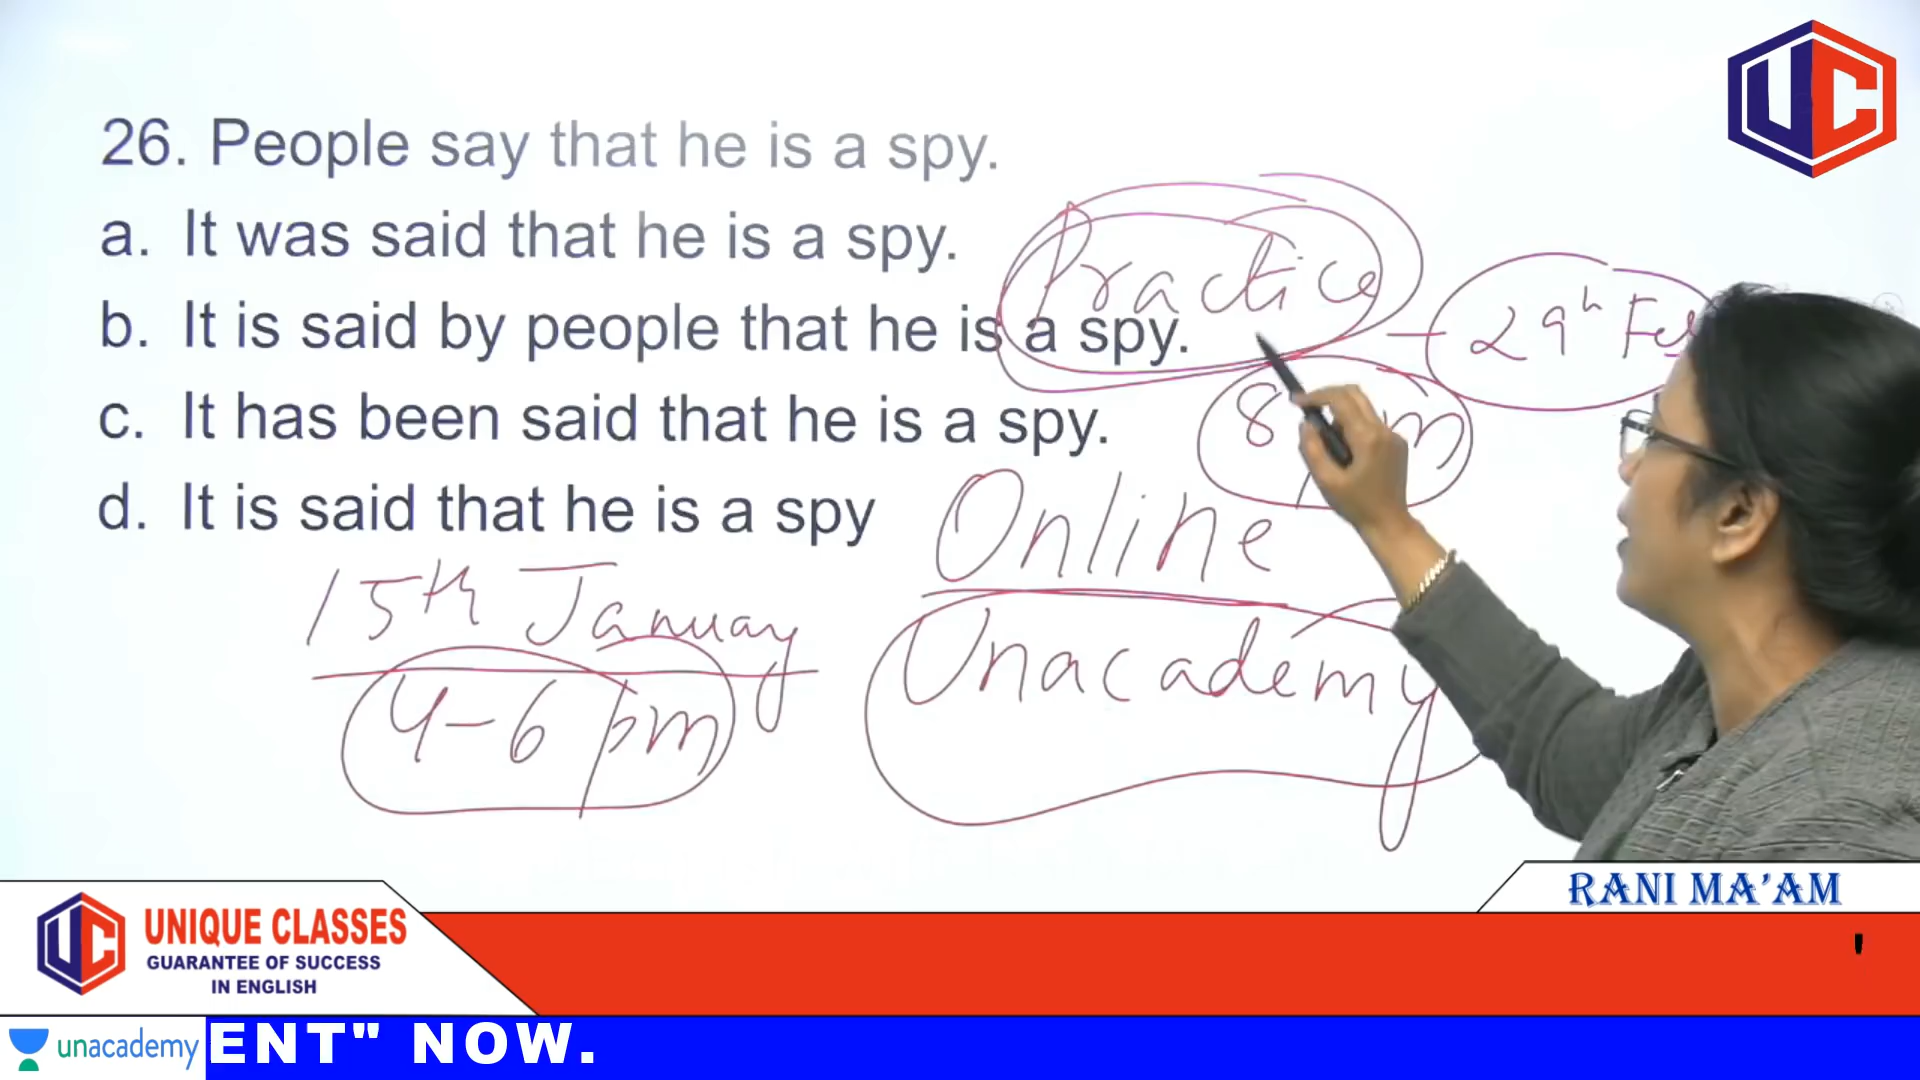 26. People say that he is a spy.
a. It was said that he is a spy.
b. It is said by people that he is a spy.
c. It has been said that he is a spy.
d. It is said that he is a spy
Practice
- 29th
8 pm
Online
Unacademy
15th January
4-6 pm
UC
RANI MA'AM
UC
UNIQUE CLASSES
GUARANTEE OF SUCCESS
IN ENGLISH
unacademy
ENT" NOW.